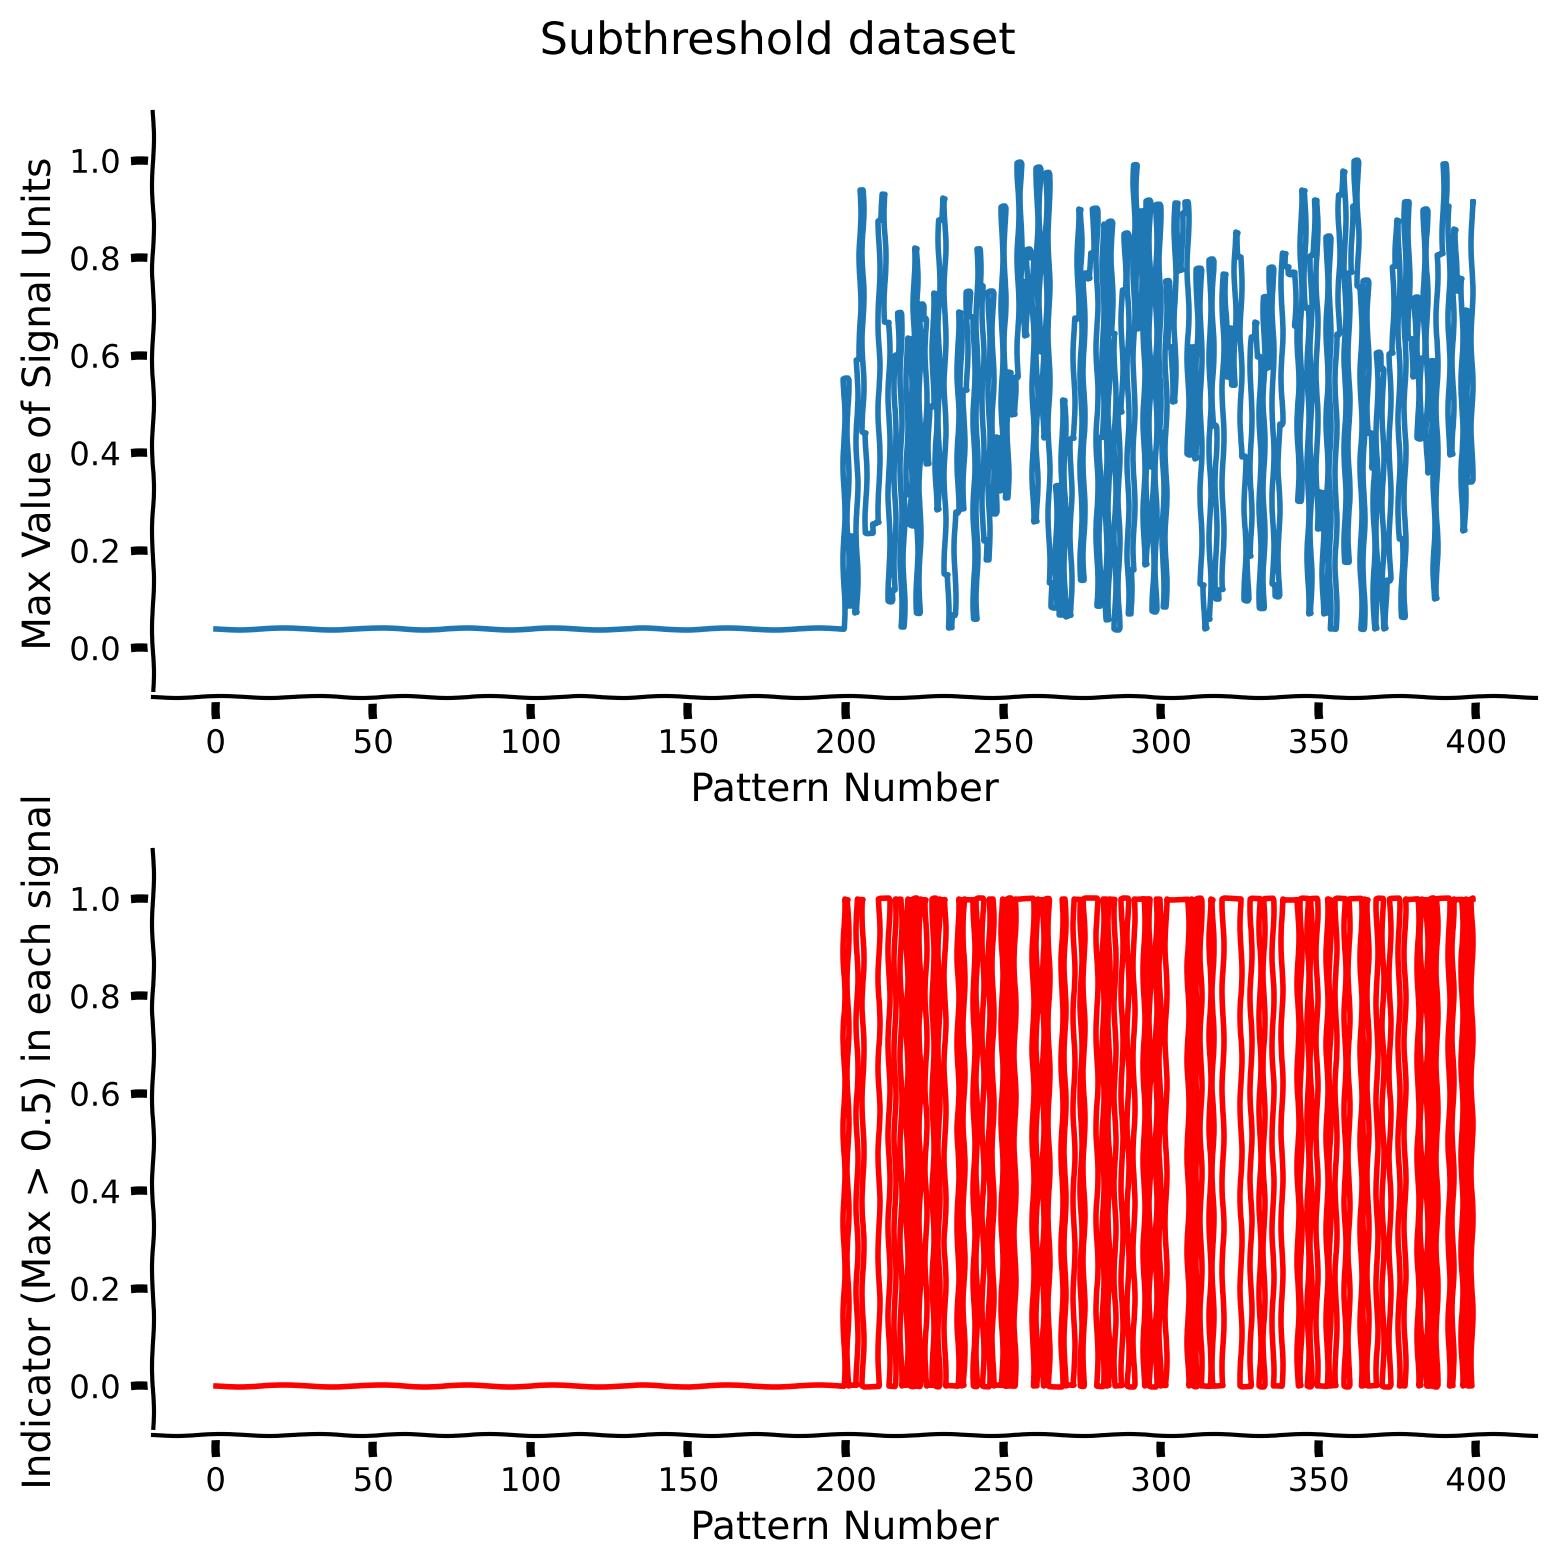 Subthreshold dataset
Max Value of Signal Units
1.0
0.8
0.6
0.4
0.2
0.0
0 50 100 150 200 250 300 350 400
Pattern Number
Indicator (Max > 0.5) in each signal
1.0
0.8
0.6
0.4
0.2
0.0
0 50 100 150 200 250 300 350 400
Pattern Number